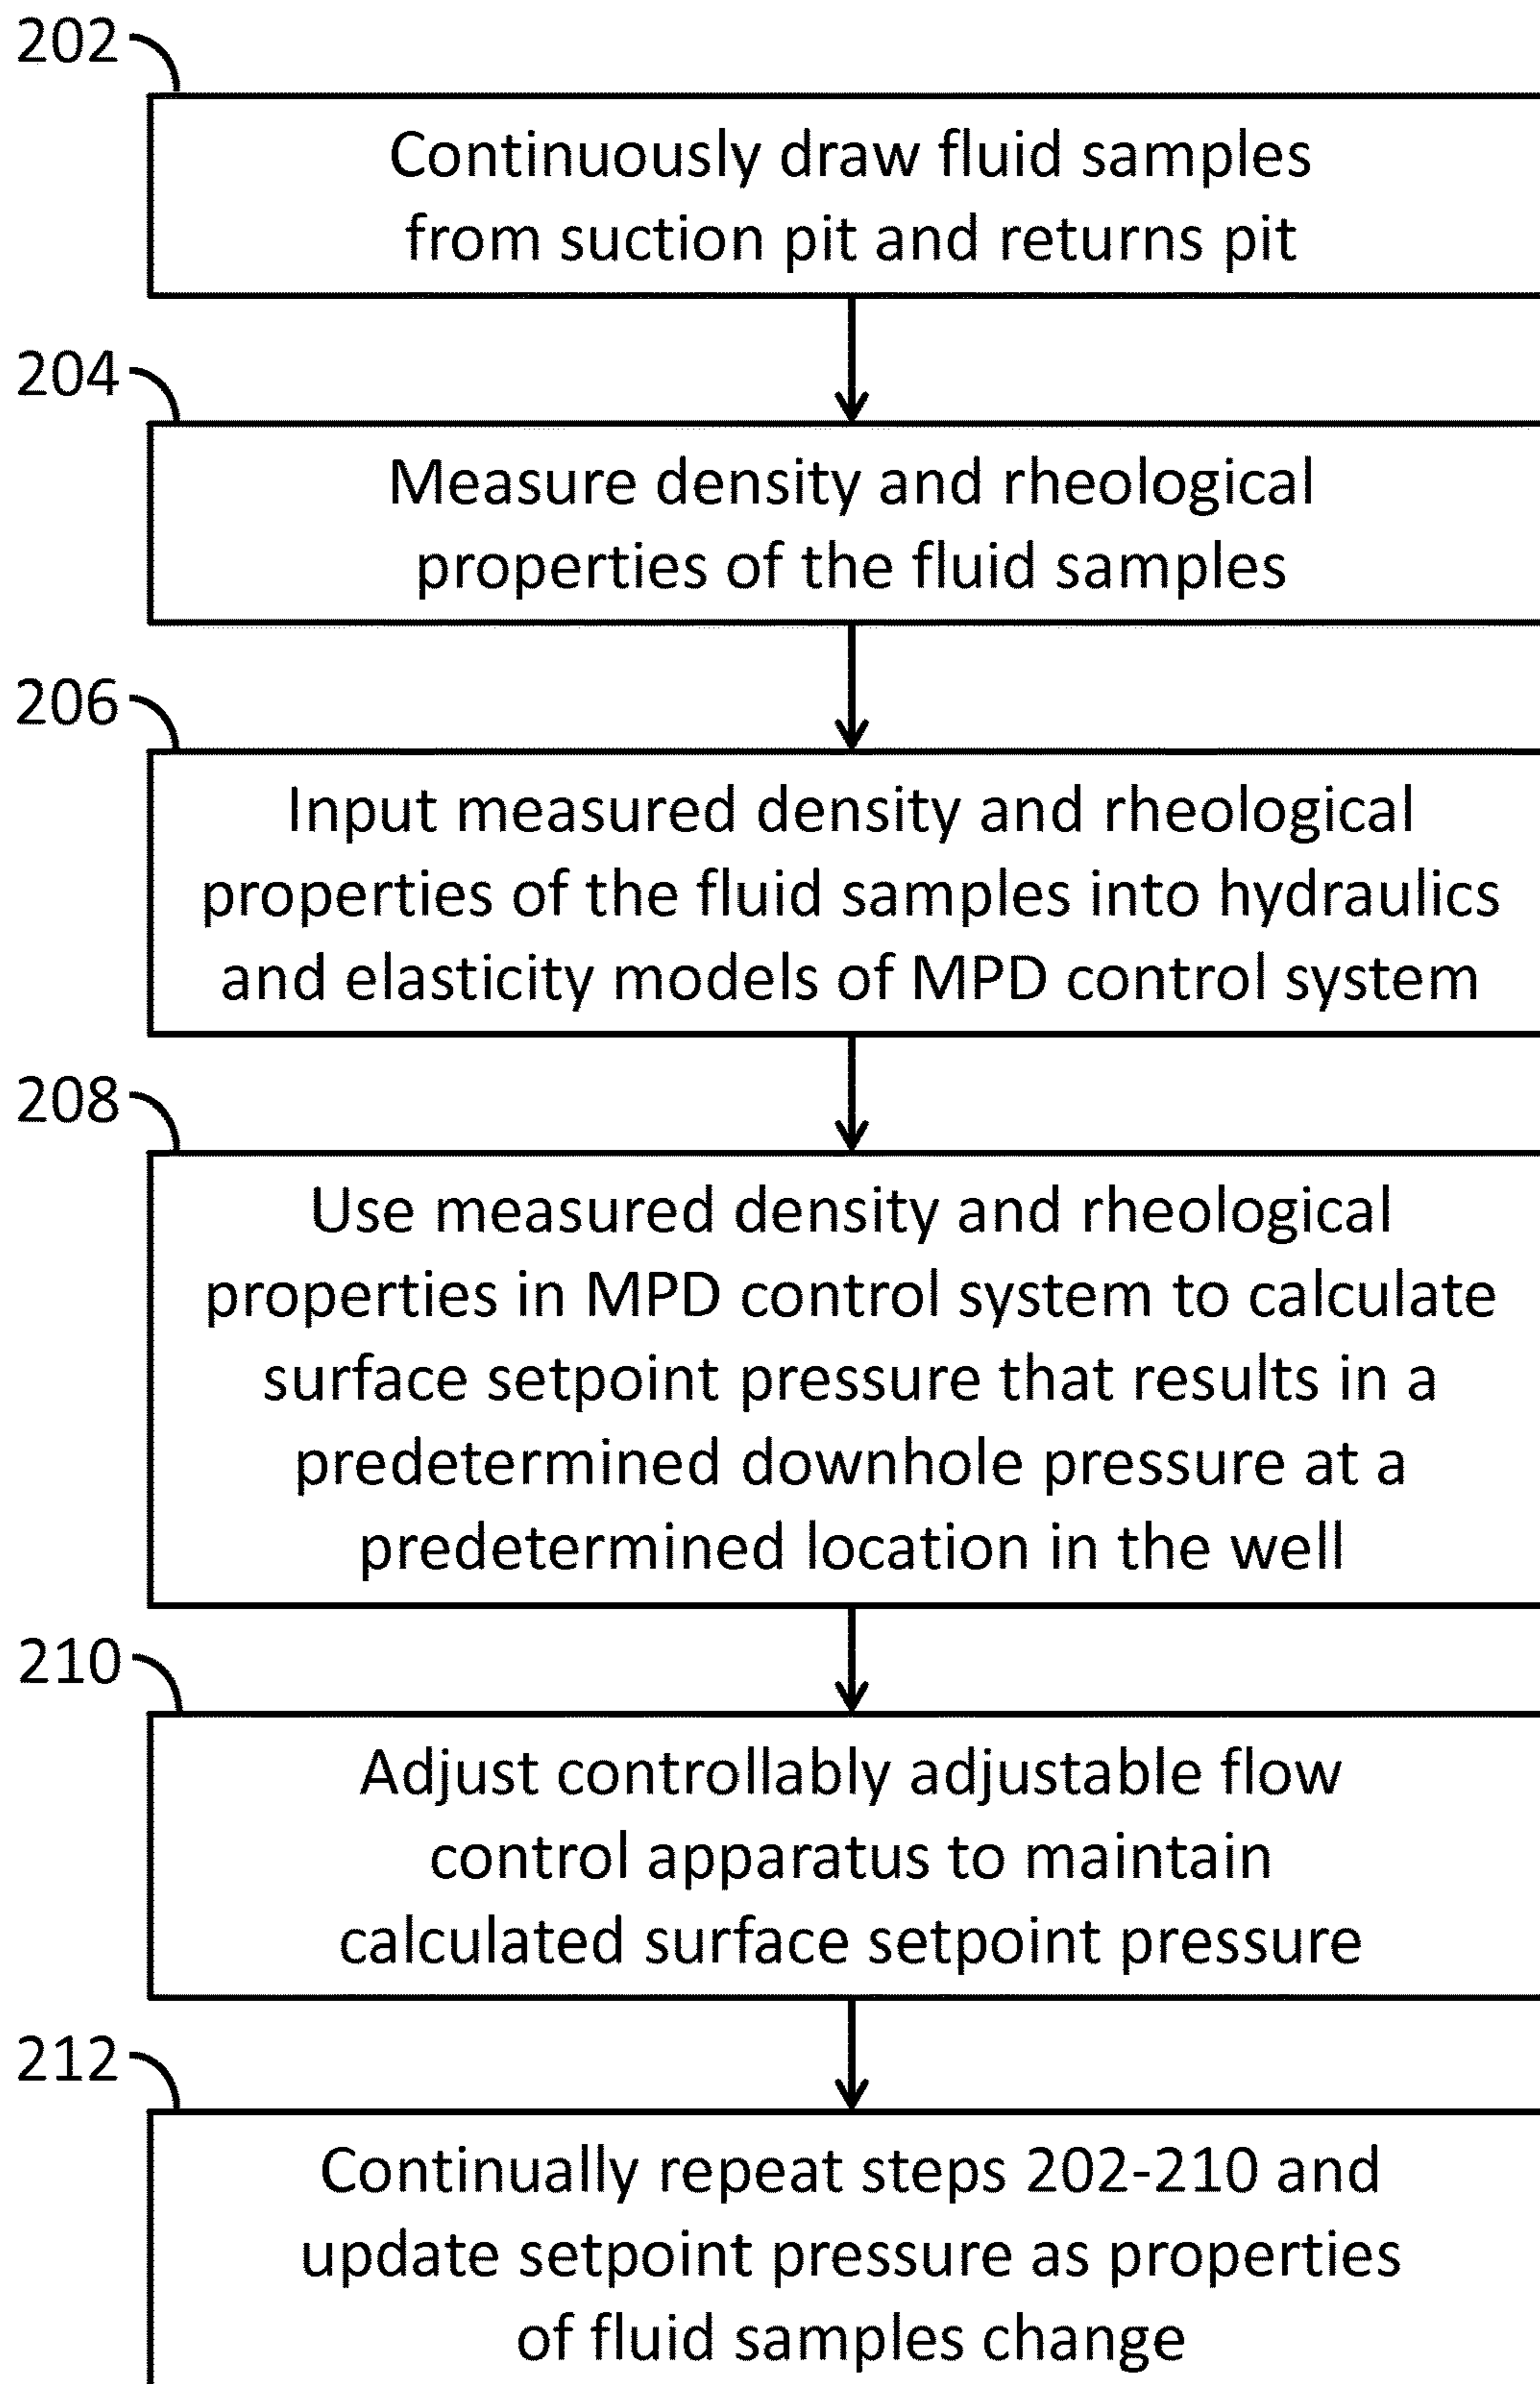 202
Continuously draw fluid samples
from suction pit and returns pit
204
Measure density and rheological
properties of the fluid samples
206
Input measured density and rheological
properties of the fluid samples into hydraulics
and elasticity models of MPD control system
208
Use measured density and rheological
properties in MPD control system to calculate
surface setpoint pressure that results in a
predetermined downhole pressure at a
predetermined location in the well
210
Adjust controllably adjustable flow
control apparatus to maintain
calculated surface setpoint pressure
212
Continually repeat steps 202-210 and
update setpoint pressure as properties
of fluid samples change